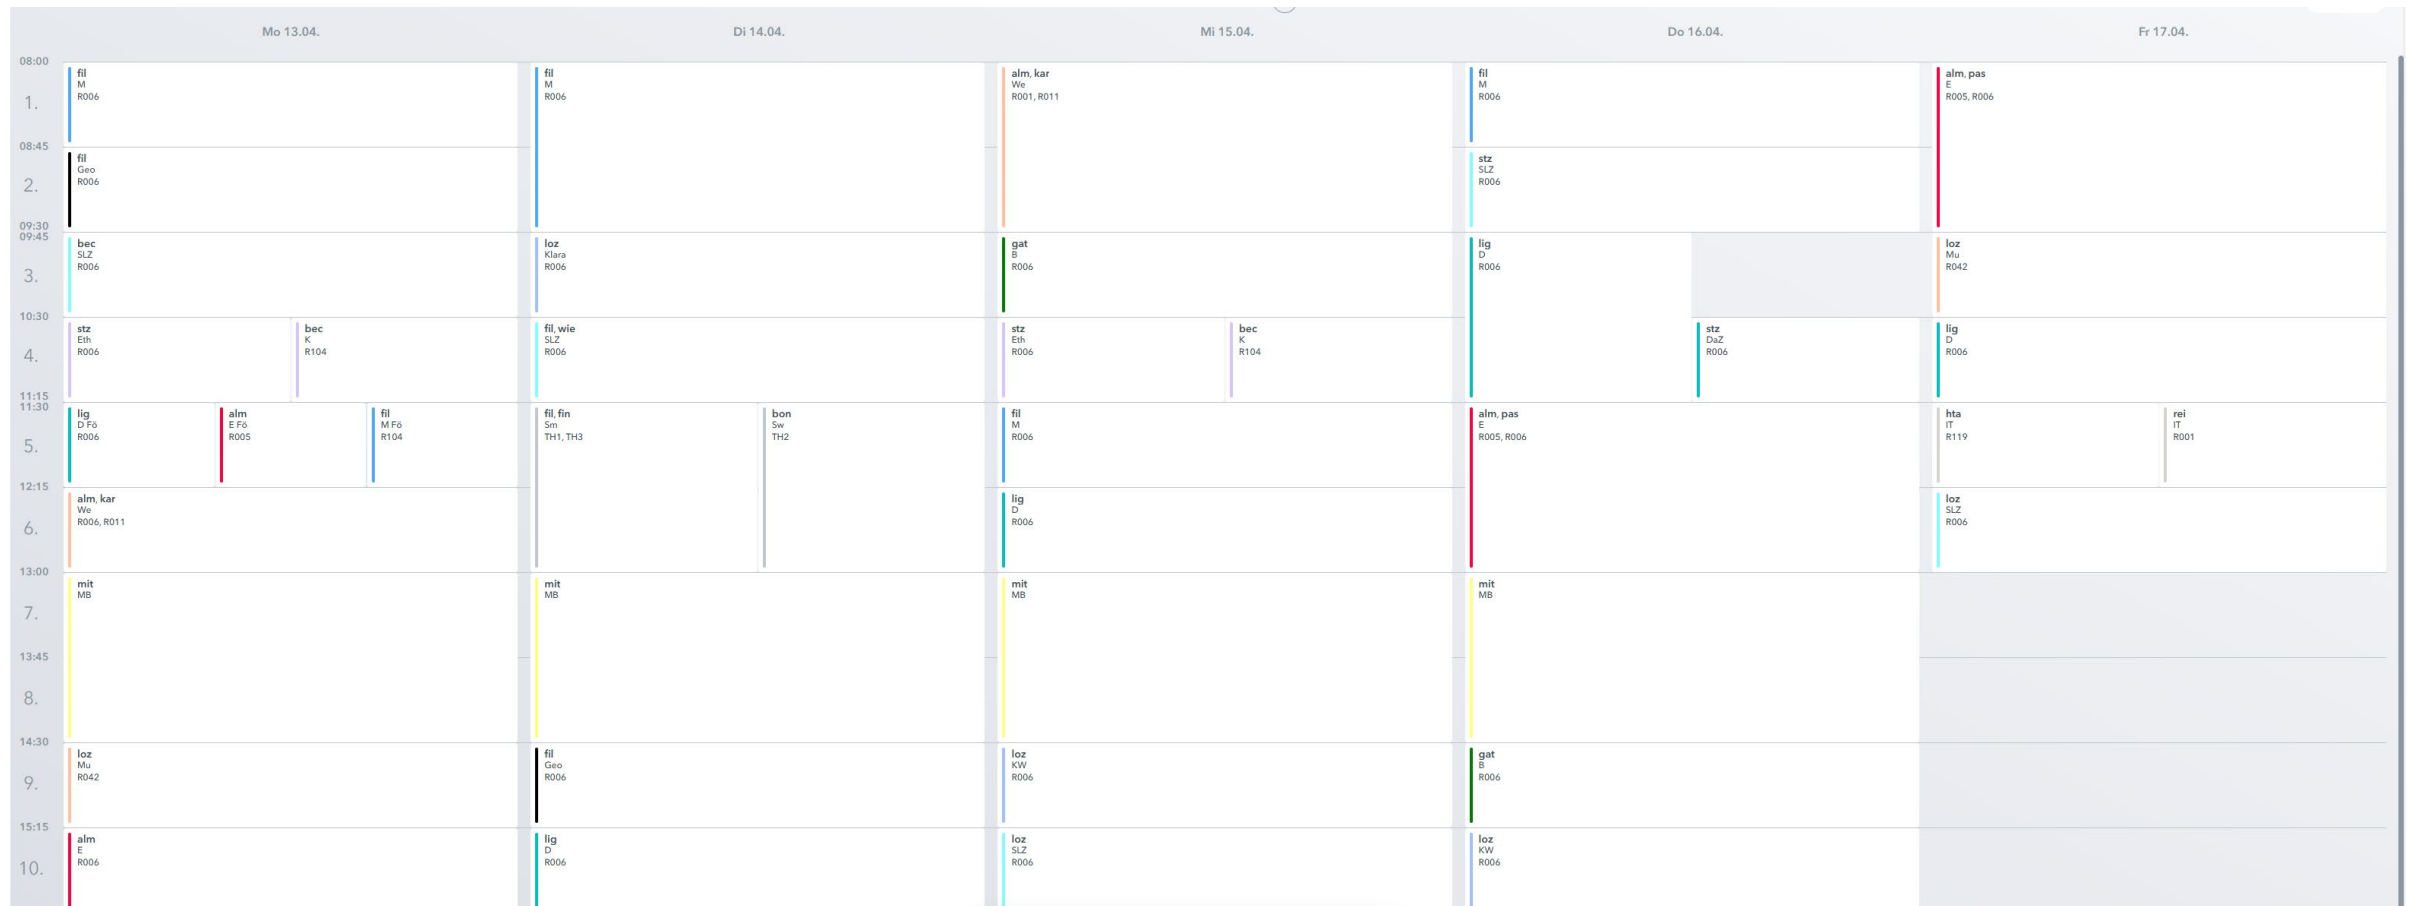 Mo 13.04.
Di 14.04.
Mi 15.04.
Do 16.04.
Fr 17.04.
08:00
1.
fil
M
R006
fil
M
R006
alm, kar
We
R001, R011
fil
M
R006
alm, pas
E
R005, R006
08:45
2.
fil
Geo
R006
stz
SLZ
R006
09:30
09:45
3.
bec
SLZ
R006
loz
Klara
R006
gat
B
R006
lig
D
R006
loz
Mu
R042
10:30
4.
stz
Eth
R006
bec
K
R104
fil, wie
SLZ
R006
stz
Eth
R006
bec
K
R104
stz
DaZ
R006
lig
D
R006
11:15
11:30
5.
lig
D Fö
R006
alm
E Fö
R005
fil
M Fö
R104
fil, fin
Sm
TH1, TH3
bon
Sw
TH2
fil
M
R006
alm, pas
E
R005, R006
hta
IT
R119
rei
IT
R001
12:15
6.
alm, kar
We
R006, R011
lig
D
R006
loz
SLZ
R006
13:00
7.
mit
MB
mit
MB
mit
MB
mit
MB
13:45
8.
14:30
9.
loz
Mu
R042
fil
Geo
R006
loz
KW
R006
gat
B
R006
15:15
10.
alm
E
R006
lig
D
R006
loz
SLZ
R006
loz
KW
R006